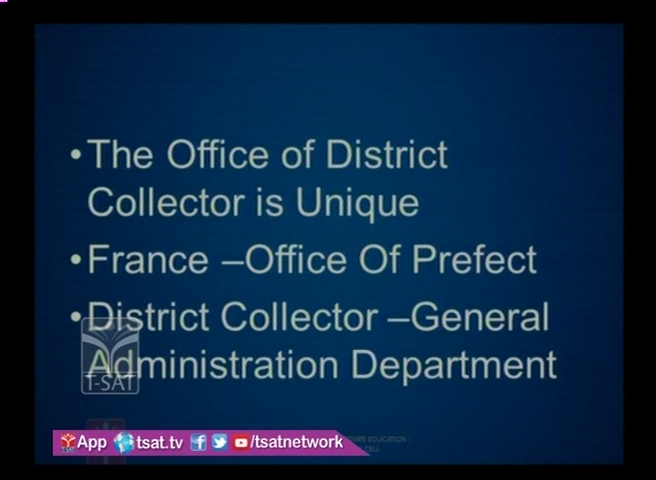 •The Office of District
Collector is Unique
•France –Office Of Prefect
•District Collector –General
Administration Department
T-SAT
App tsat.tv /tsatnetwork
CELL